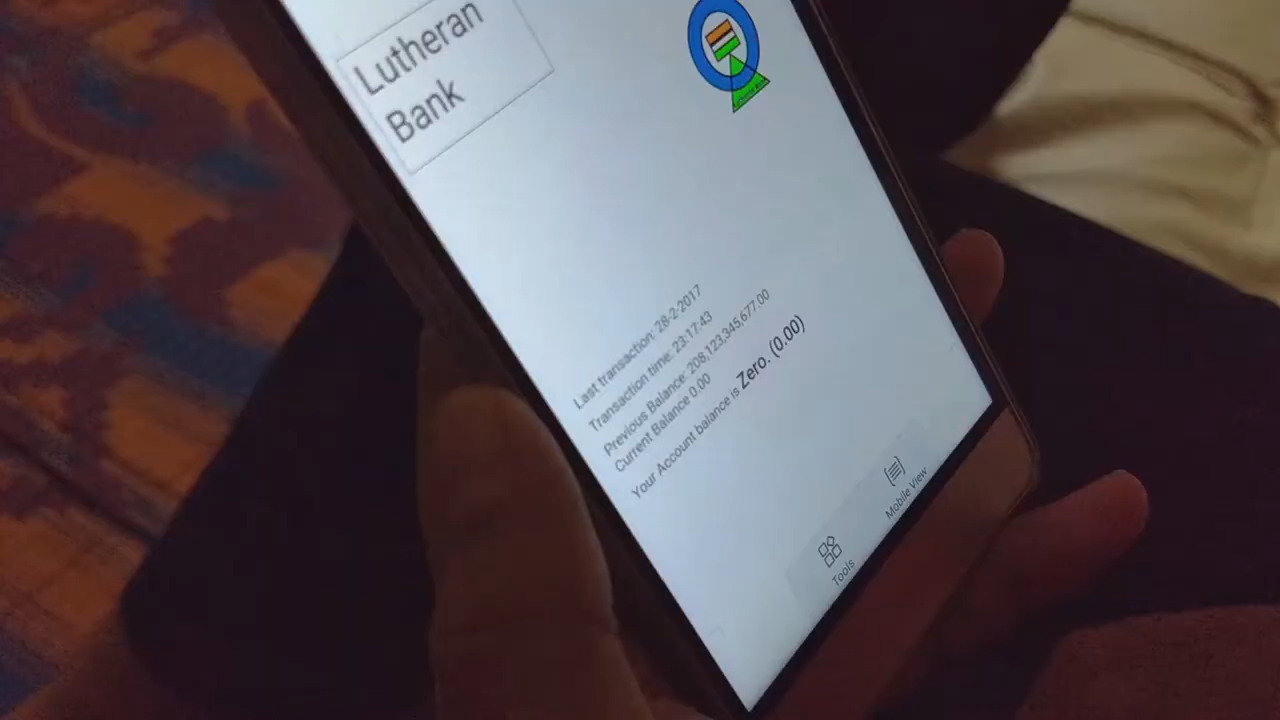 Lutheran
Bank
Last transaction: 28-2-2017
Transaction time: 23:17:43
Previous Balance: 208,123,345,677.00
Current Balance 0.00
Your Account balance is Zero. (0.00)
Mobile View
Tools